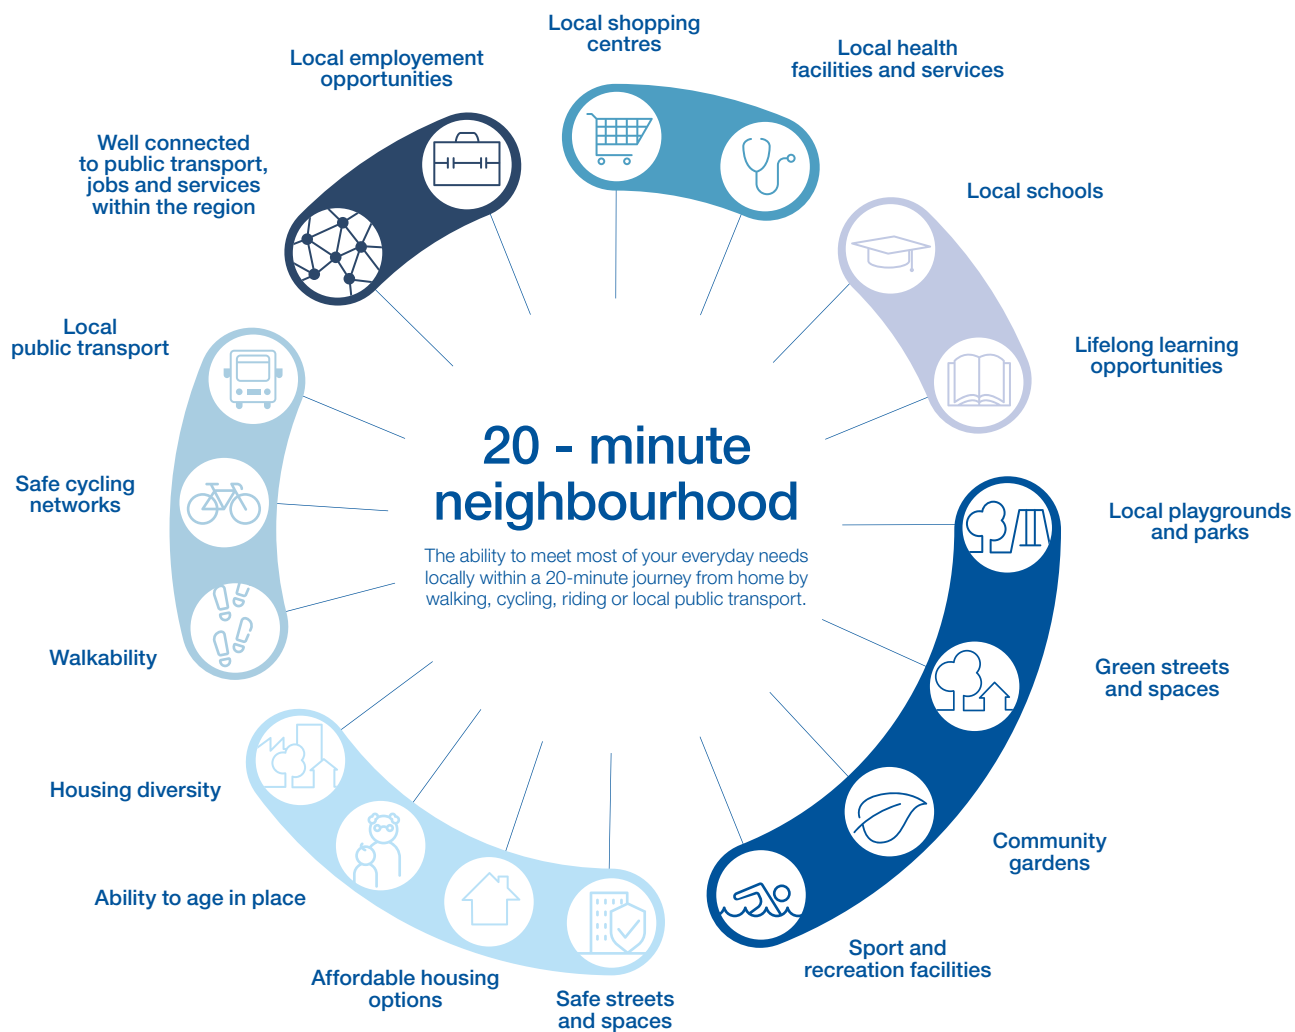 Local shopping
centres
Local health
facilities and services
Local schools
Lifelong learning
opportunities
Local playgrounds
and parks
Green streets
and spaces
Community
gardens
Sport and
recreation facilities
Safe streets
and spaces
Affordable housing
options
Ability to age in place
Housing diversity
Walkability
Safe cycling
networks
Local
public transport
Well connected
to public transport,
jobs and services
within the region
Local employement
opportunities
20 - minute
neighbourhood
The ability to meet most of your everyday needs
locally within a 20-minute journey from home by
walking, cycling, riding or local public transport.